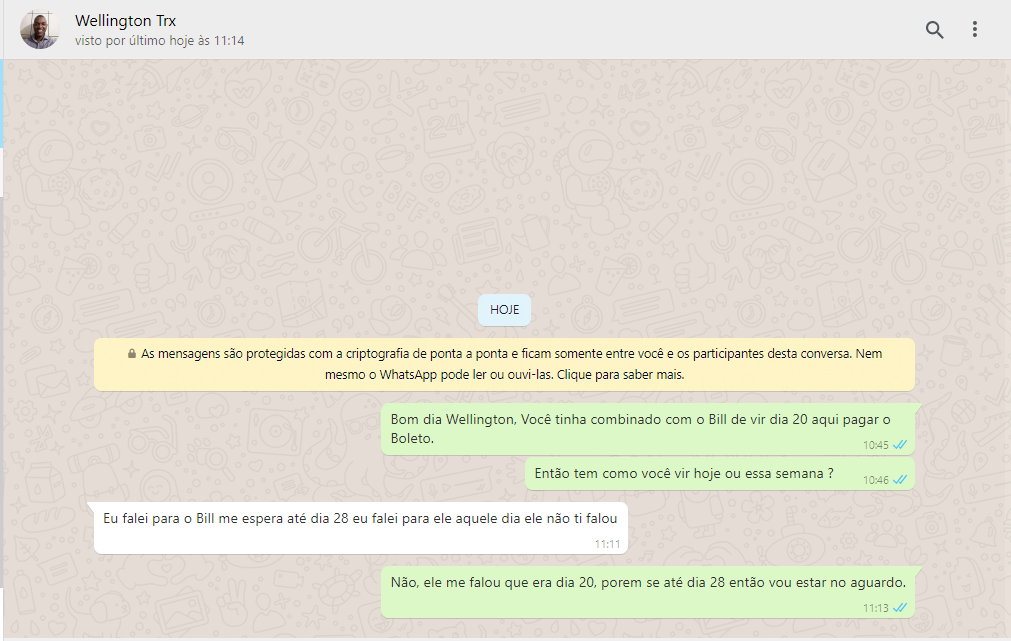 Wellington Trx
visto por último hoje às 11:14
HOJE
As mensagens são protegidas com a criptografia de ponta a ponta e ficam somente entre você e os participantes desta conversa. Nem
mesmo o WhatsApp pode ler ou ouvi-las. Clique para saber mais.
Bom dia Wellington, Você tinha combinado com o Bill de vir dia 20 aqui pagar o
Boleto.
10:45
Então tem como você vir hoje ou essa semana ?
10:46
Eu falei para o Bill me espera até dia 28 eu falei para ele aquele dia ele não ti falou
11:11
Não, ele me falou que era dia 20, porem se até dia 28 então vou estar no aguardo.
11:13